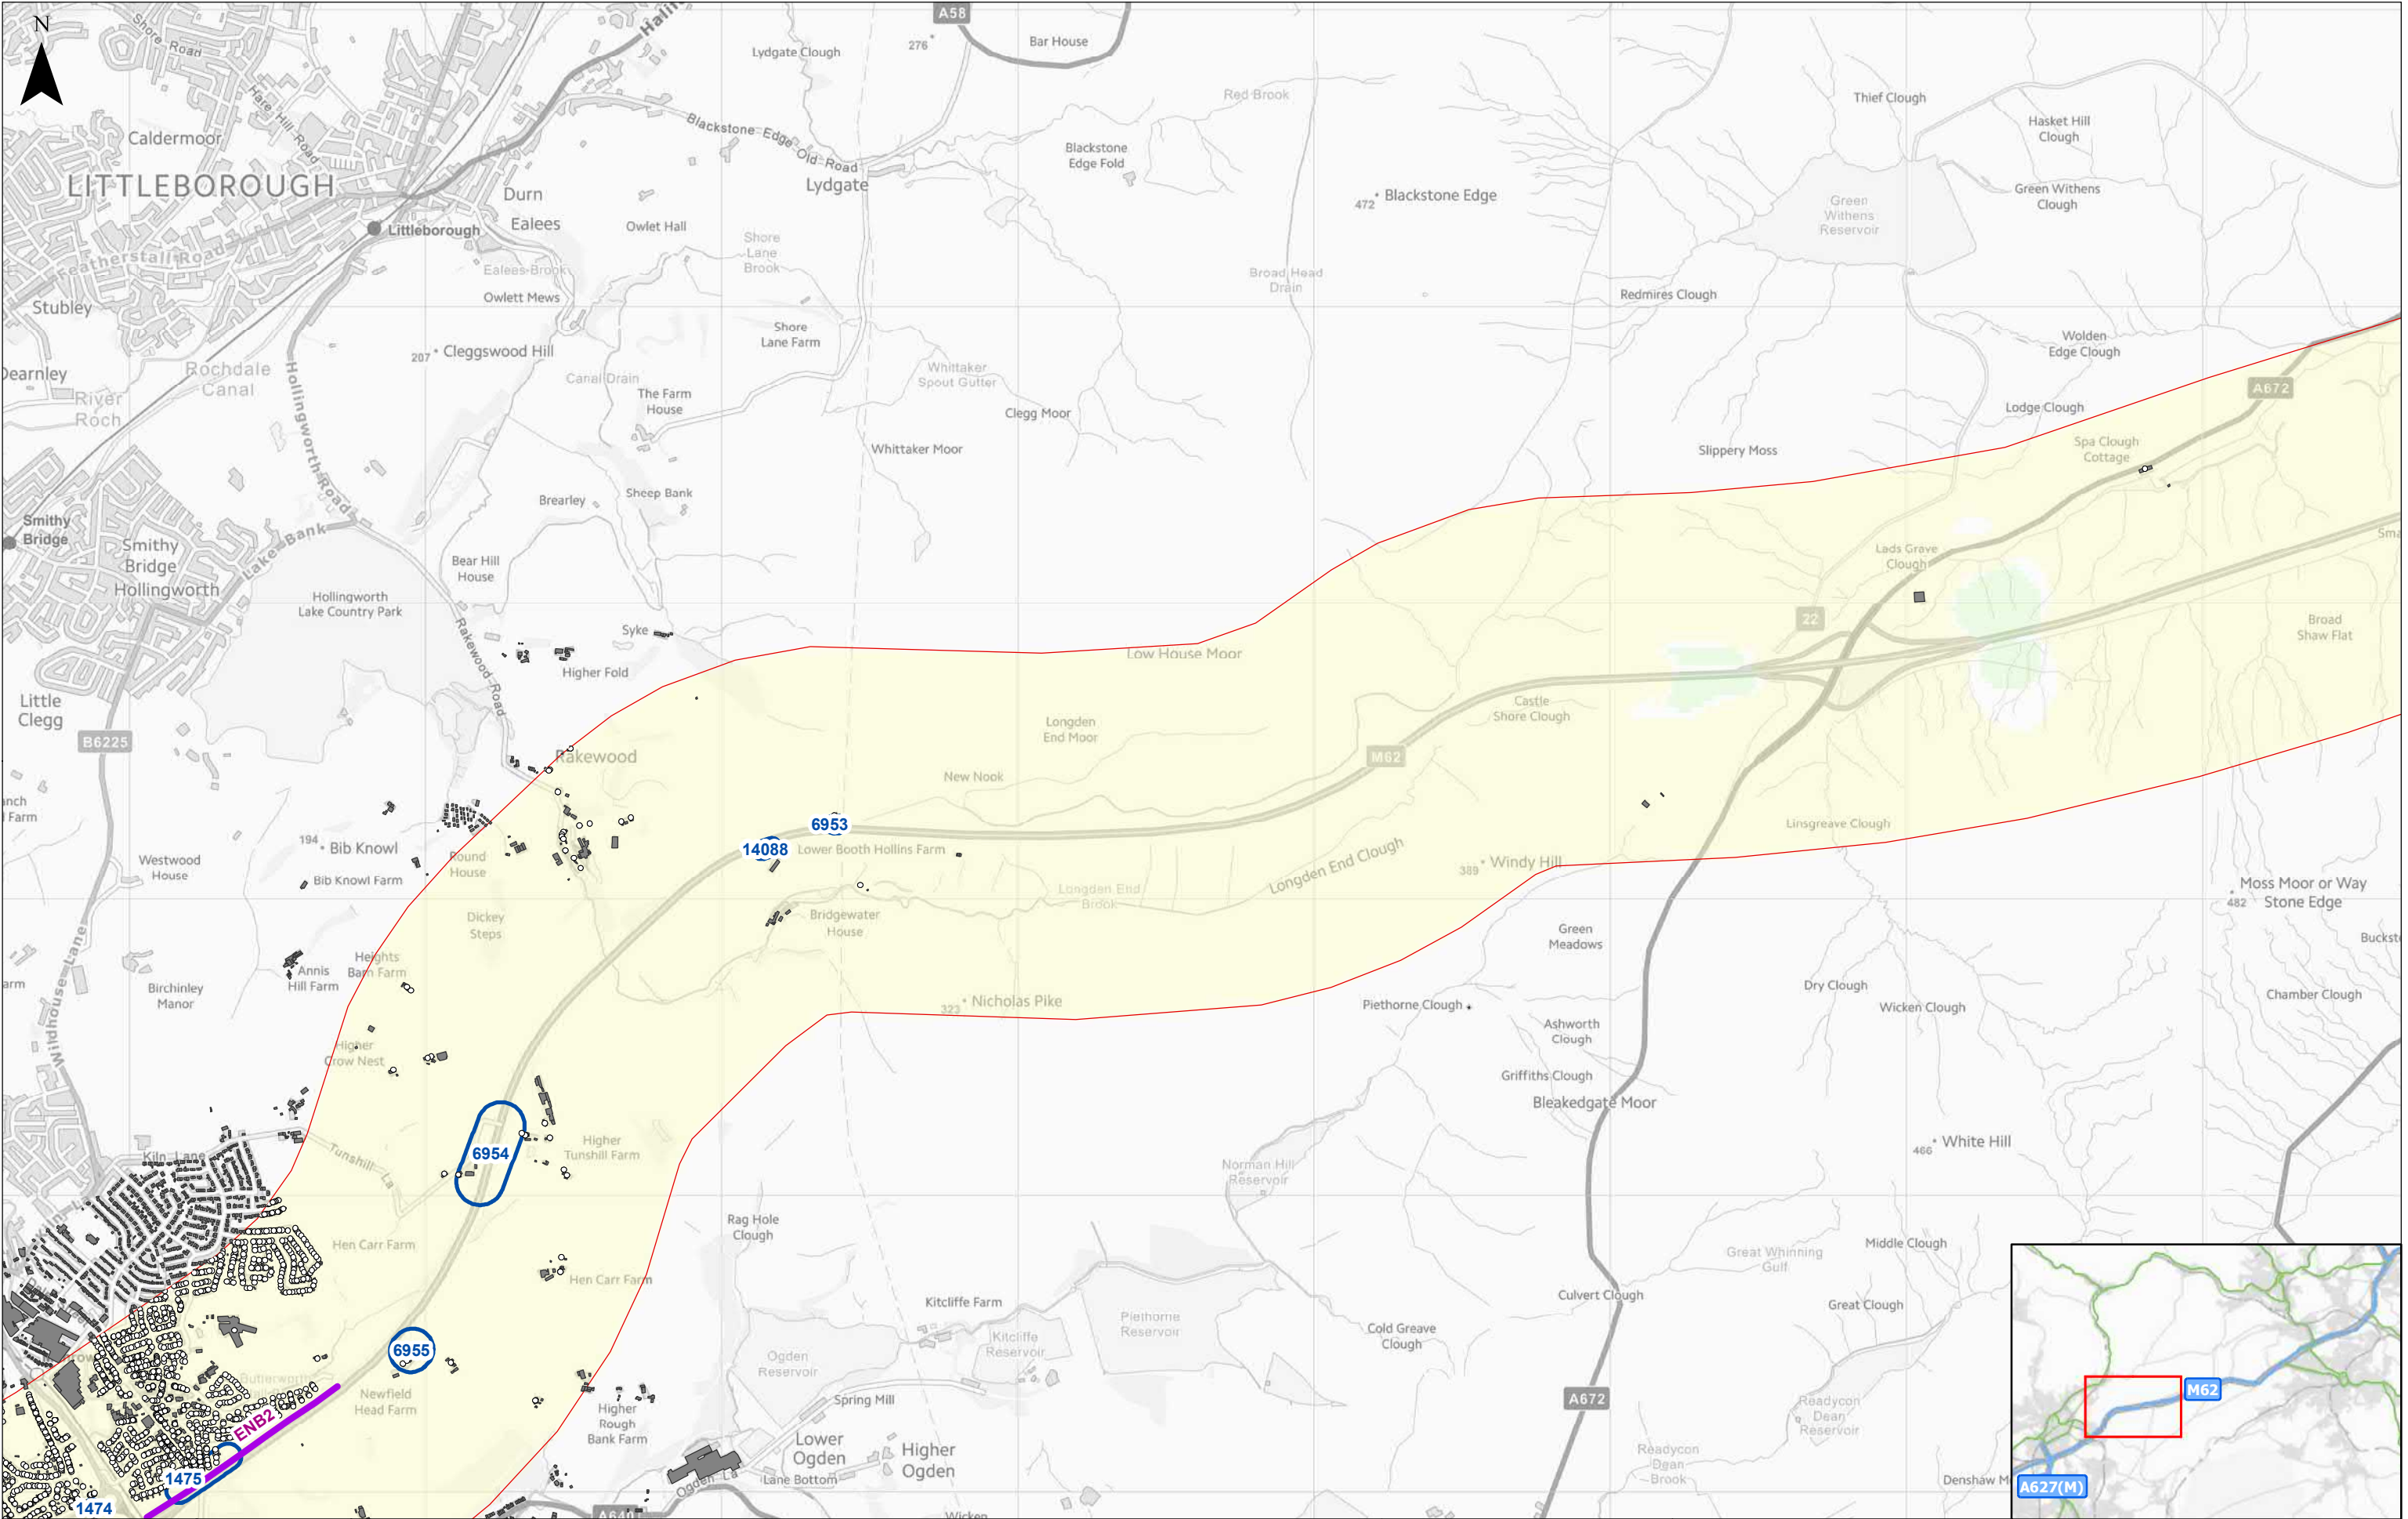 N
Shore Road
Hare Hill Road
Caldermoor
LITTLEBOROUGH
Durn
Ealees
Littleborough
Featherstall Road
Ealees Brook
Owlett Mews
Stubley
Dearnley
River
Roch
Rochdale
Canal
207
Cleggswood Hill
Canal Drain
Hollingworth Road
Owlet Hall
Shore
Lane
Brook
Lydgate Clough
276
A58
Bar House
Blackstone Edge Old Road
Lydgate
Blackstone
Edge Fold
Red Brook
472
Blackstone Edge
Broad Head
Drain
Thief Clough
Hasket Hill
Clough
Green Withens
Clough
Green
Withens
Reservoir
Redmires Clough
Wolden
Edge Clough
Lodge Clough
A672
Spa Clough
Cottage
Slippery Moss
Shore
Lane Farm
The Farm
House
Whittaker
Spout Gutter
Clegg Moor
Whittaker Moor
Sheep Bank
Brearley
Smithy
Bridge
Smithy
Bridge
Hollingworth
Lake Bank
Hollingworth
Lake Country Park
Bear Hill
House
Rakewood Road
Syke
Higher Fold
Little
Clegg
B6225
Rakewood
Low House Moor
Longden
End Moor
New Nook
M62
Castle
Shore Clough
22
Lads Grave
Clough
Broad
Shaw Flat
6953
14088
Lower Booth Hollins Farm
Longden End Clough
389
Windy Hill
Linsgreave Clough
Moss Moor or Way
Stone Edge
482
194
Bib Knowl
Bib Knowl Farm
Westwood
House
Farm
Round
House
Dickey
Steps
Bridgewater
House
Longden End
Brook
Green
Meadows
Wildhouse Lane
Birchinley
Manor
Annis
Hill Farm
Heights
Barn Farm
Higher
Crow Nest
323
Nicholas Pike
Piethorne Clough
Ashworth
Clough
Griffiths Clough
Bleakedgate Moor
Dry Clough
Wicken Clough
Chamber Clough
466
White Hill
Kiln Lane
Tunshill La
6954
Higher
Tunshill Farm
Norman Hill
Reservoir
Rag Hole
Clough
Hen Carr Farm
Hen Carr Farm
Great Whinning
Gulf
Middle Clough
Great Clough
Culvert Clough
Kitcliffe Farm
Kitcliffe
Reservoir
Piethorne
Reservoir
Cold Greave
Clough
Ogden
Reservoir
6955
Newfield
Head Farm
Butterworth
ENB2
1475
1474
Higher
Rough
Bank Farm
Spring Mill
Lower
Ogden
Higher
Ogden
Lane Bottom
Ogden La
A640
Wicken
A672
Readycon
Dean
Reservoir
Readycon
Dean
Brook
Denshaw M
M62
A627(M)